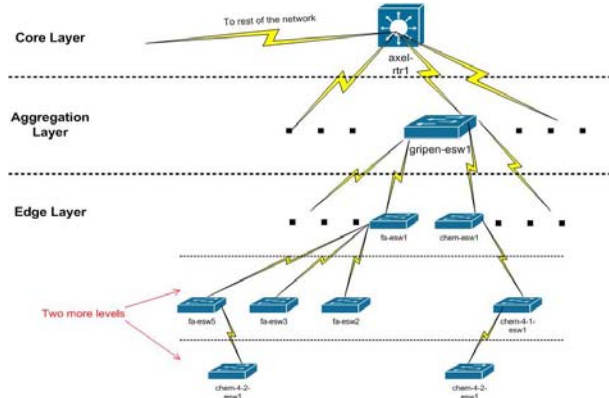 To rest of the network
Core Layer
axel-
rtr1
Aggregation
Layer
gripen-esw1
Edge Layer
fa-esw1
chem-esw1
Two more levels
fa-esw5
fa-esw3
fa-esw2
chem-4-1-
esw1
chem-4-2-
esw1
chem-4-2-
esw1